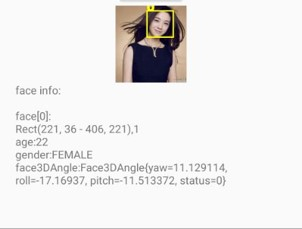 face info:
face[0]:
Rect(221, 36 - 406, 221),1
age:22
gender:FEMALE
face3DAngle:Face3DAngle{yaw=11.129114,
roll=-17.16937, pitch=-11.513372, status=0}